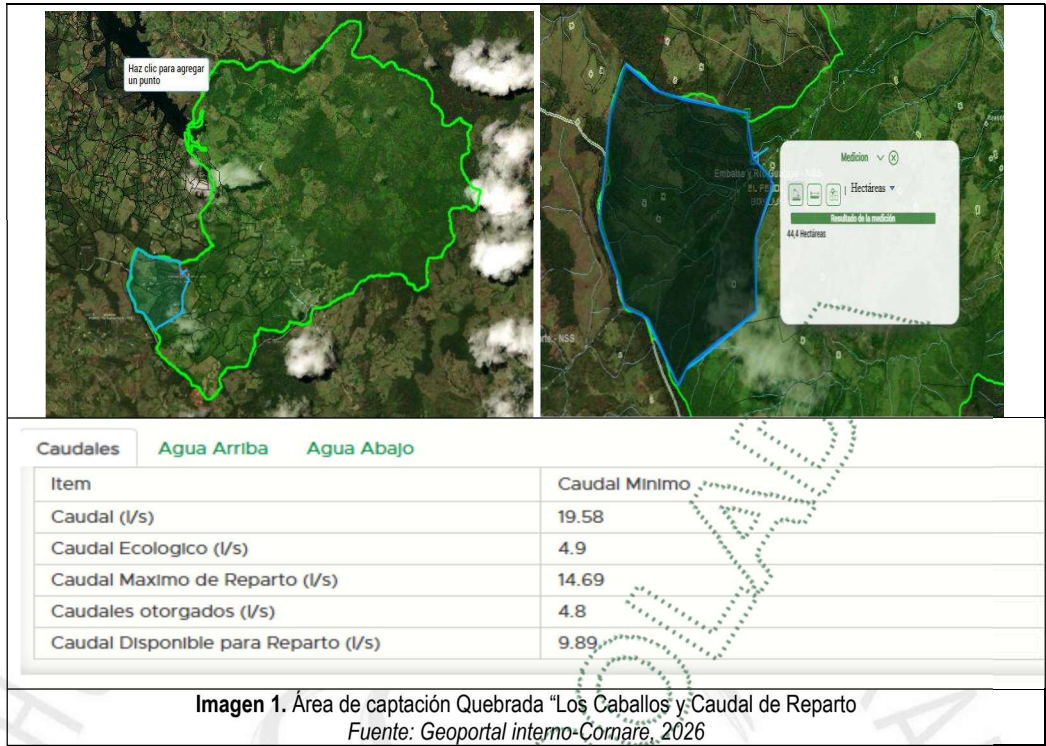 Haz clic para agregar
un punto
Medicion
Hectáreas
Resultado de la medición
44,4 Hectáreas
Caudales Agua Arriba Agua Abajo
Item Caudal Minimo
Caudal (l/s) 19.58
Caudal Ecologico (l/s) 4.9
Caudal Maximo de Reparto (l/s) 14.69
Caudales otorgados (l/s) 4.8
Caudal Disponible para Reparto (l/s) 9.89
Imagen 1. Área de captación Quebrada “Los Caballos y Caudal de Reparto
Fuente: Geoportal interno-Cornare, 2026